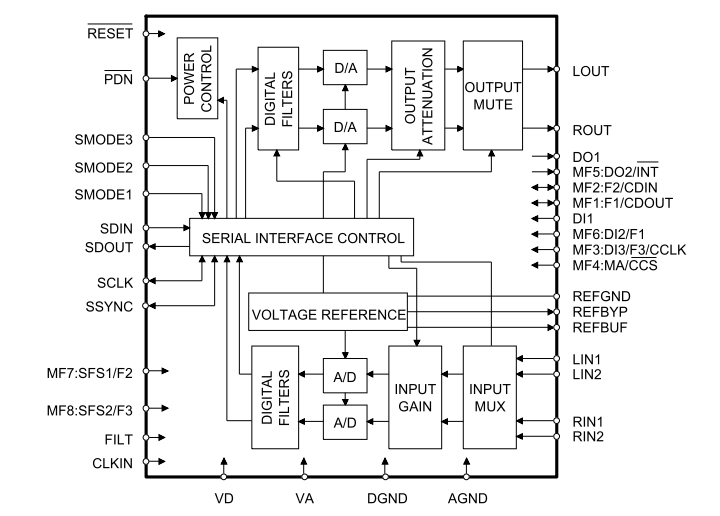 RESET
PDN
SMODE3
SMODE2
SMODE1
SDIN
SDOUT
SCLK
SSYNC
MF7:SFS1/F2
MF8:SFS2/F3
FILT
CLKIN
POWER
CONTROL
DIGITAL
FILTERS
D/A
D/A
OUTPUT
ATTENUATION
OUTPUT
MUTE
SERIAL INTERFACE CONTROL
VOLTAGE REFERENCE
DIGITAL
FILTERS
A/D
A/D
INPUT
GAIN
INPUT
MUX
LOUT
ROUT
DO1
MF5:DO2/INT
MF2:F2/CDIN
MF1:F1/CDOUT
DI1
MF6:DI2/F1
MF3:DI3/F3/CCLK
MF4:MA/CCS
REFGND
REFBYP
REFBUF
LIN1
LIN2
RIN1
RIN2
VD
VA
DGND
AGND